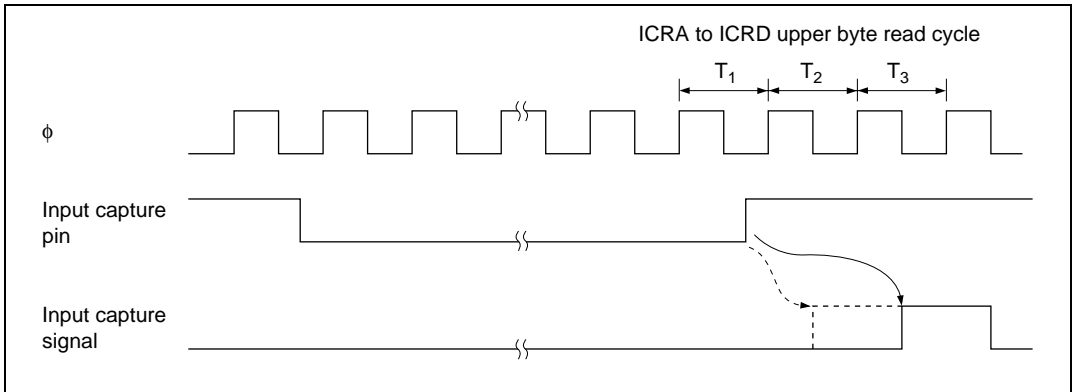 ICRA to ICRD upper byte read cycle
T1 T2 T3
ϕ
Input capture
pin
Input capture
signal